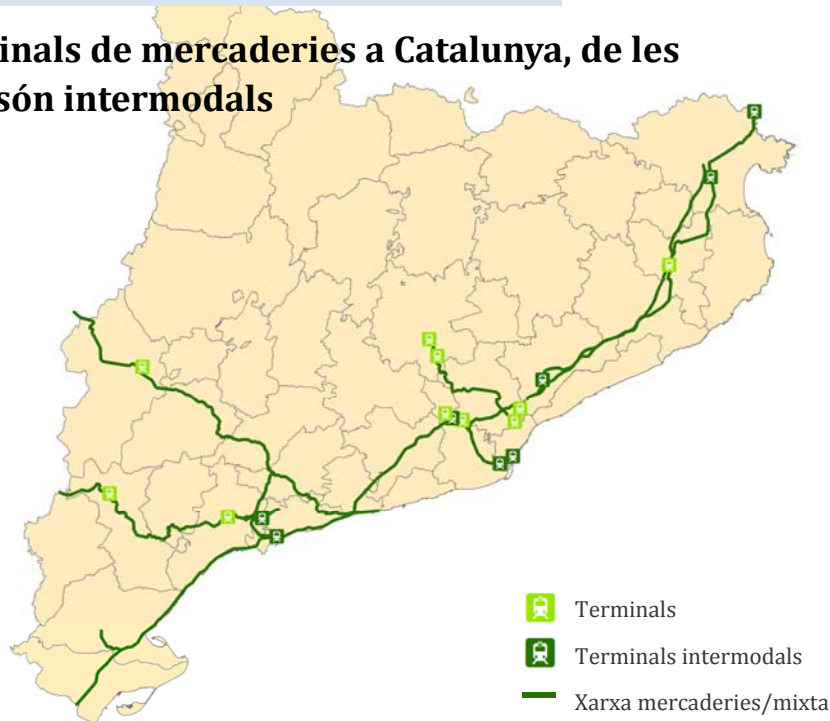 inals de mercaderies a Catalunya, de les
són intermodals
Terminals
Terminals intermodals
Xarxa mercaderies/mixta